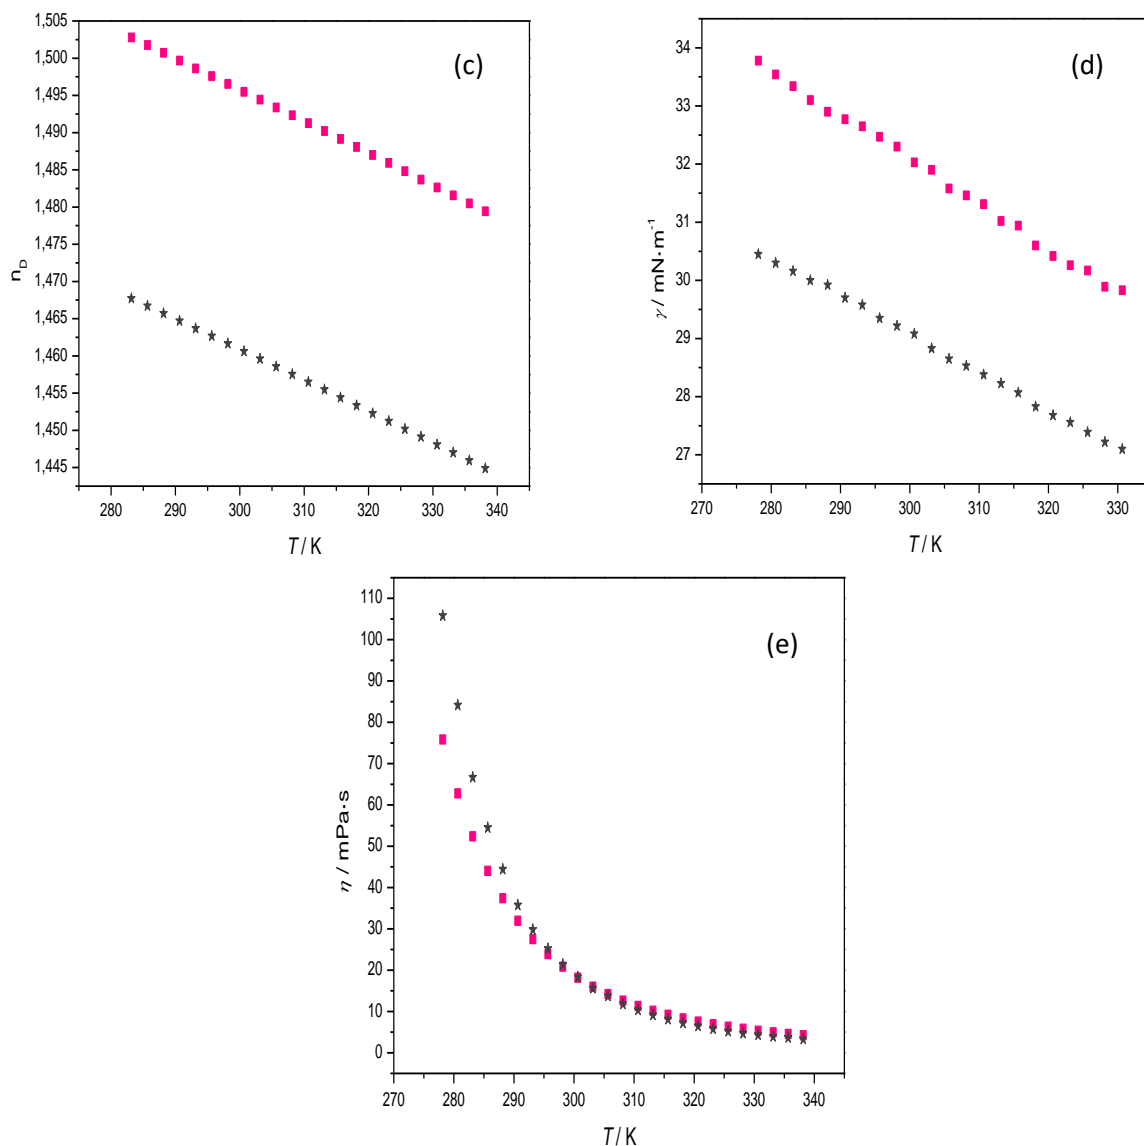 (c)
1,505
1,500
1,495
1,490
1,485
1,480
1,475
1,470
1,465
1,460
1,455
1,450
1,445
n_D
280 290 300 310 320 330 340
T / K
(d)
34
33
32
31
30
29
28
27
γ / mN·m⁻¹
270 280 290 300 310 320 330
T / K
(e)
110
100
90
80
70
60
50
40
30
20
10
0
η / mPa·s
270 280 290 300 310 320 330 340
T / K